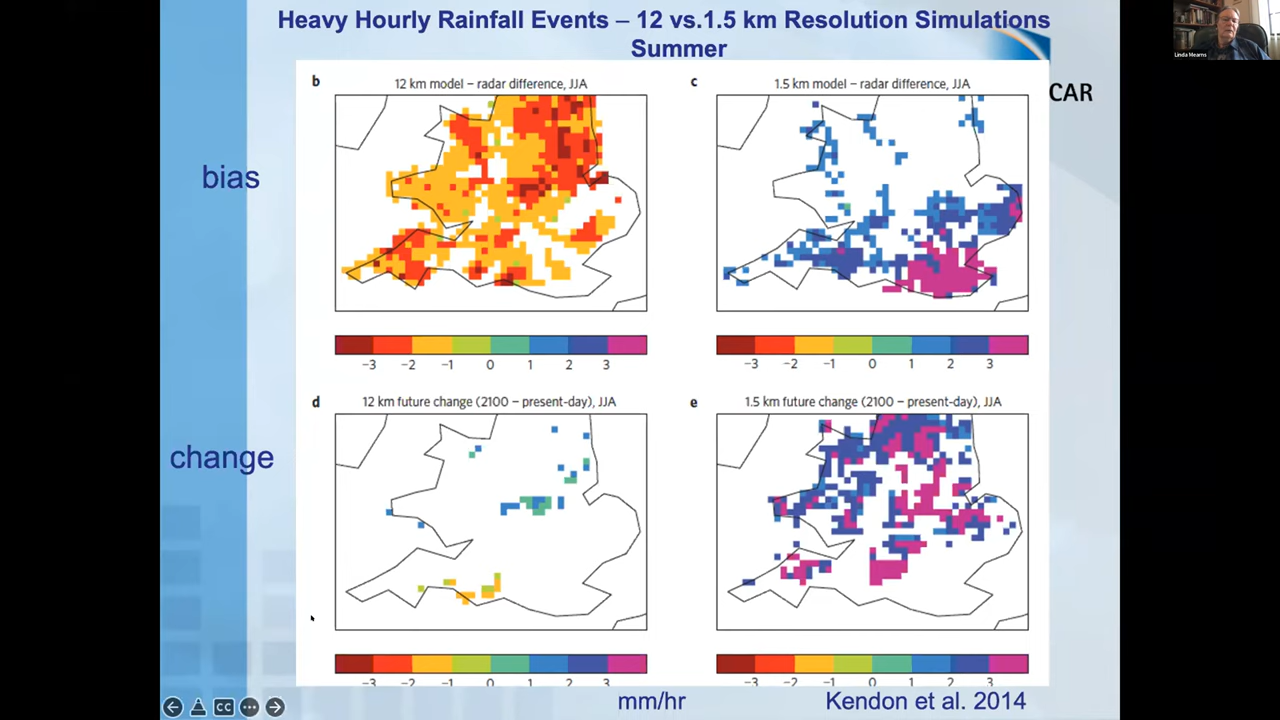 Heavy Hourly Rainfall Events – 12 vs.1.5 km Resolution Simulations
Summer
Linda Mearns
CAR
b
12 km model – radar difference, JJA
c
1.5 km model – radar difference, JJA
bias
−3 −2 −1 0 1 2 3
−3 −2 −1 0 1 2 3
d
12 km future change (2100 – present-day), JJA
e
1.5 km future change (2100 – present-day), JJA
change
−3 −2 −1 0 1 2 3
−3 −2 −1 0 1 2 3
mm/hr
Kendon et al. 2014
CC